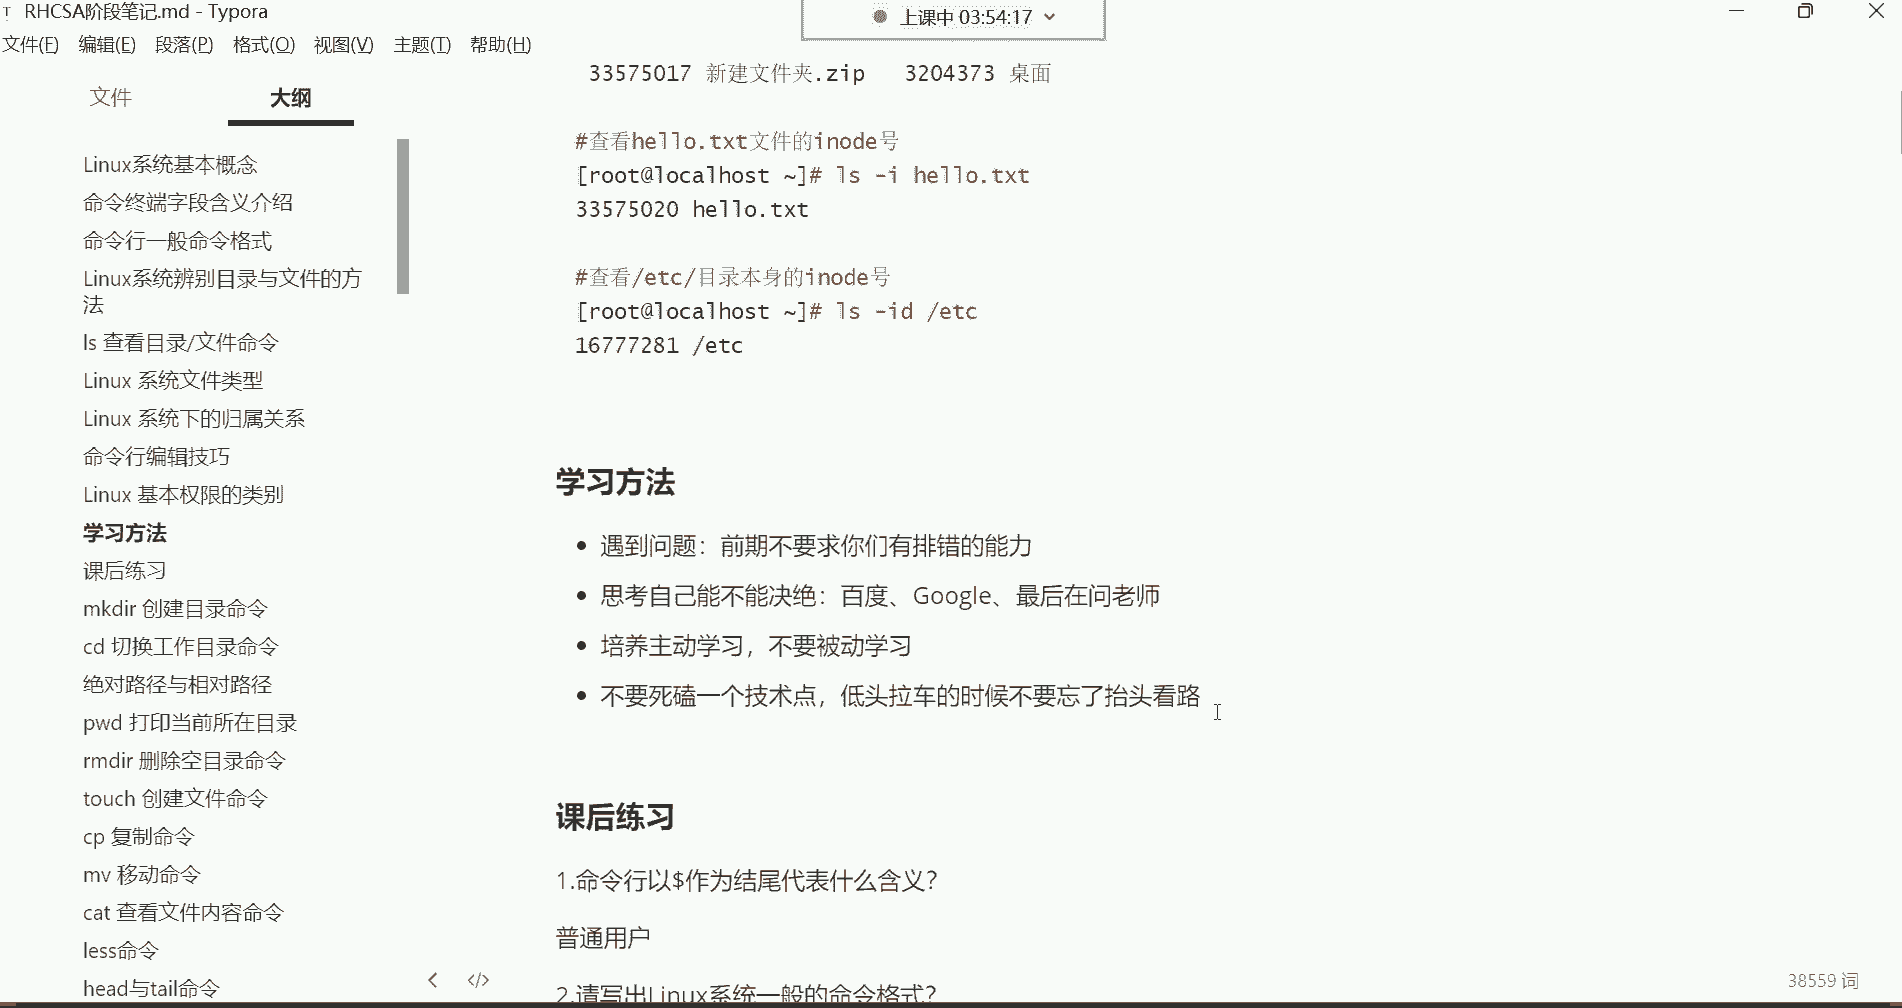 RHCSA阶段笔记.md - Typora
上课中 03:54:17
文件(F) 编辑(E) 段落(P) 格式(O) 视图(V) 主题(T) 帮助(H)
文件 大纲
Linux系统基本概念
命令终端字段含义介绍
命令行一般命令格式
Linux系统辨别目录与文件的方
法
ls 查看目录/文件命令
Linux 系统文件类型
Linux 系统下的归属关系
命令行编辑技巧
Linux 基本权限的类别
学习方法
课后练习
mkdir 创建目录命令
cd 切换工作目录命令
绝对路径与相对路径
pwd 打印当前所在目录
rmdir 删除空目录命令
touch 创建文件命令
cp 复制命令
mv 移动命令
cat 查看文件内容命令
less命令
head与tail命令
33575017 新建文件夹.zip 3204373 桌面
#查看hello.txt文件的inode号
[root@localhost ~]# ls -i hello.txt
33575020 hello.txt
#查看/etc/目录本身的inode号
[root@localhost ~]# ls -id /etc
16777281 /etc
学习方法
遇到问题：前期不要求你们有排错的能力
思考自己能不能决绝：百度、Google、最后在问老师
培养主动学习，不要被动学习
不要死磕一个技术点，低头拉车的时候不要忘了抬头看路
课后练习
1.命令行以$作为结尾代表什么含义？
普通用户
2.请写出Linux系统一般的命令格式？
38559 词